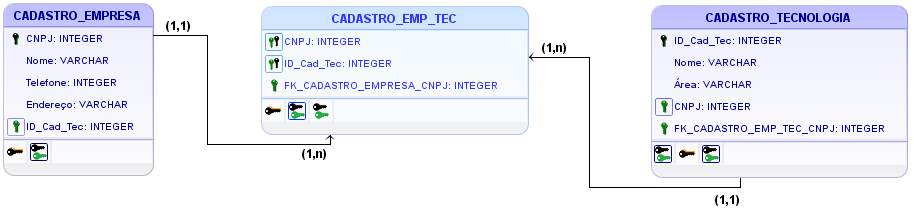 CADASTRO_EMPRESA
CNPJ: INTEGER
Nome: VARCHAR
Telefone: INTEGER
Endereço: VARCHAR
ID_Cad_Tec: INTEGER
(1,1)
(1,n)
CADASTRO_EMP_TEC
CNPJ: INTEGER
ID_Cad_Tec: INTEGER
FK_CADASTRO_EMPRESA_CNPJ: INTEGER
(1,n)
(1,1)
CADASTRO_TECNOLOGIA
ID_Cad_Tec: INTEGER
Nome: VARCHAR
Área: VARCHAR
CNPJ: INTEGER
FK_CADASTRO_EMP_TEC_CNPJ: INTEGER